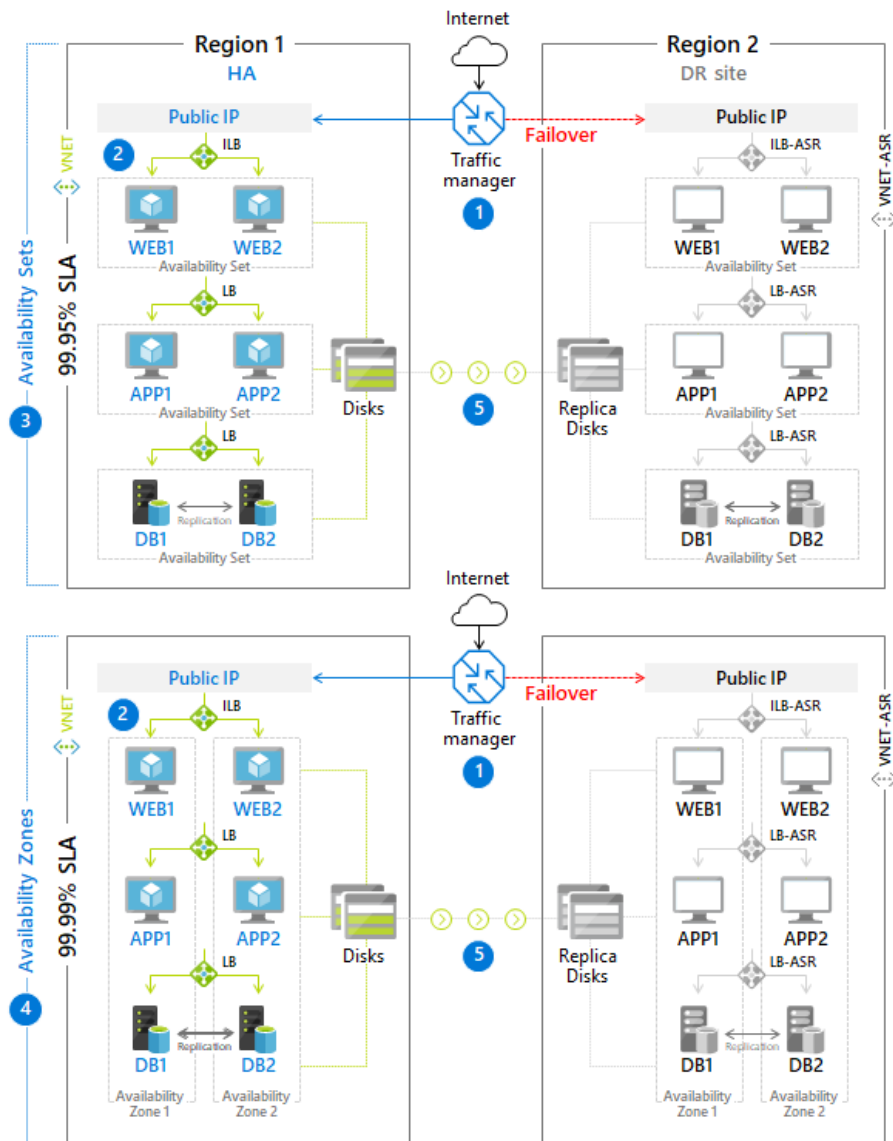 Internet
Region 1
HA
Region 2
DR site
Public IP
Failover
Public IP
Traffic
manager
1
2
ILB
ILB-ASR
VNET
VNET-ASR
WEB1
WEB2
Availability Set
WEB1
WEB2
Availability Set
Availability Sets
99.95% SLA
3
LB
LB-ASR
APP1
APP2
Availability Set
Disks
5
Replica
Disks
APP1
APP2
Availability Set
LB
LB-ASR
Replication
DB1
DB2
Availability Set
Replication
DB1
DB2
Availability Set
Internet
Public IP
Failover
Public IP
Traffic
manager
1
2
ILB
ILB-ASR
VNET
VNET-ASR
WEB1
WEB2
WEB1
WEB2
Availability Zones
99.99% SLA
4
LB
LB-ASR
APP1
APP2
Disks
5
Replica
Disks
APP1
APP2
LB
LB-ASR
Replication
DB1
DB2
Replication
DB1
DB2
Availability
Zone 1
Availability
Zone 2
Availability
Zone 1
Availability
Zone 2